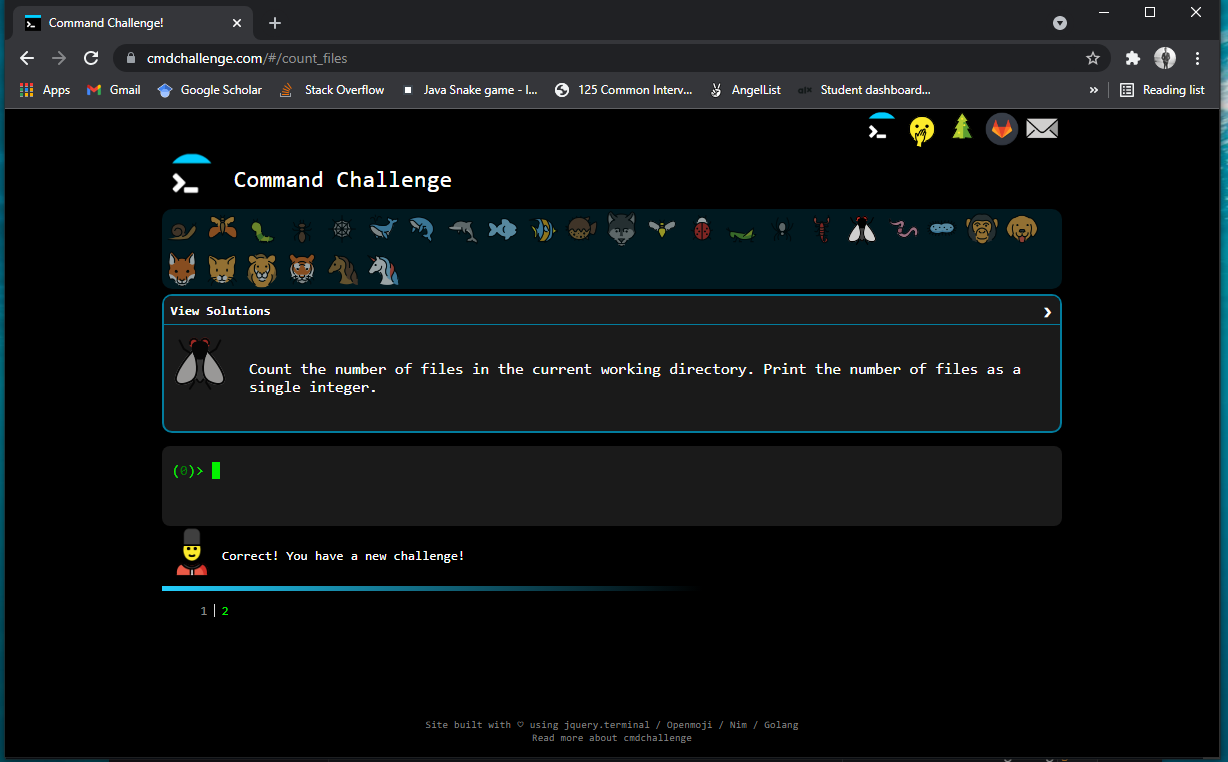 Command Challenge!
cmdchallenge.com/#/count_files
Apps Gmail Google Scholar Stack Overflow Java Snake game - I... 125 Common Interv... AngelList Student dashboard... » Reading list
Command Challenge
View Solutions
Count the number of files in the current working directory. Print the number of files as a
single integer.
(0)>
Correct! You have a new challenge!
1 | 2
Site built with ♡ using jquery.terminal / Openmoji / Nim / Golang
Read more about cmdchallenge